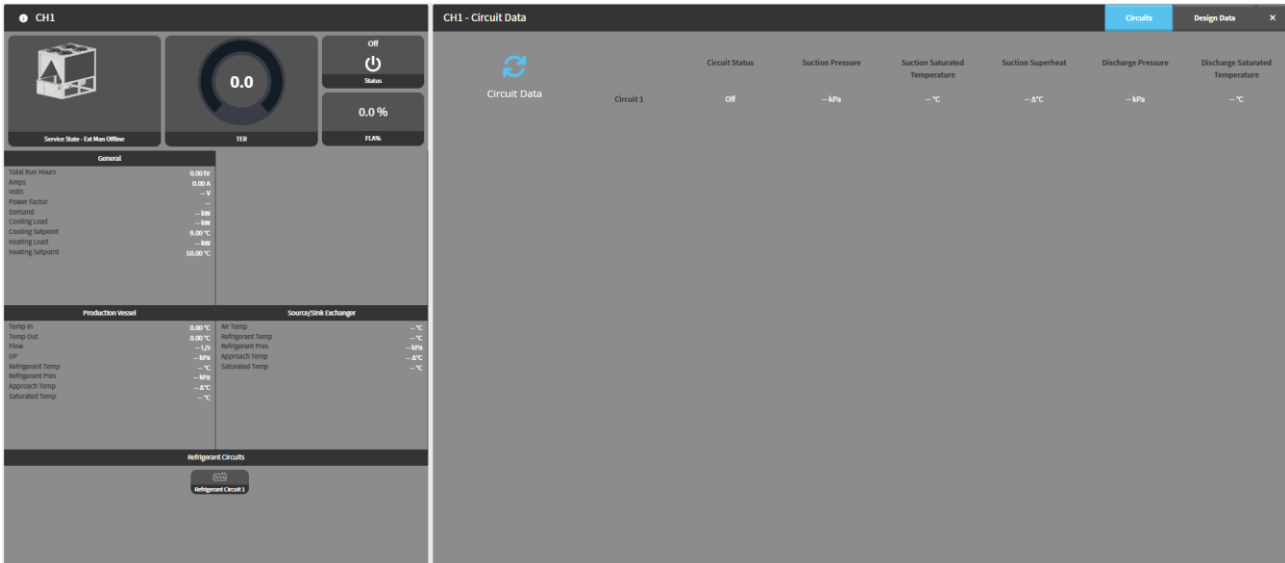 CH1
Off
Status
0.0
0.0 %
Service State - Ext Man Offline
TER
FLA%
General
Total Run Hours 0.00 hr
Amps 0.00 A
Volts -- V
Power Factor --
Demand -- kW
Cooling Load -- kW
Cooling Setpoint 9.00 °C
Heating Load -- kW
Heating Setpoint 50.00 °C
Production Vessel
Temp In 0.00 °C
Temp Out 0.00 °C
Flow -- L/s
DP -- kPa
Refrigerant Temp -- °C
Refrigerant Pres -- kPa
Approach Temp -- Δ°C
Saturated Temp -- °C
Source/Sink Exchanger
Air Temp -- °C
Refrigerant Temp -- °C
Refrigerant Pres -- kPa
Approach Temp -- Δ°C
Saturated Temp -- °C
Refrigerant Circuits
Refrigerant Circuit 1
CH1 - Circuit Data
Circuits
Design Data
×
Circuit Data
Circuit Status Suction Pressure Suction Saturated Temperature Suction Superheat Discharge Pressure Discharge Saturated Temperature
Circuit 1 Off -- kPa -- °C -- Δ°C -- kPa -- °C